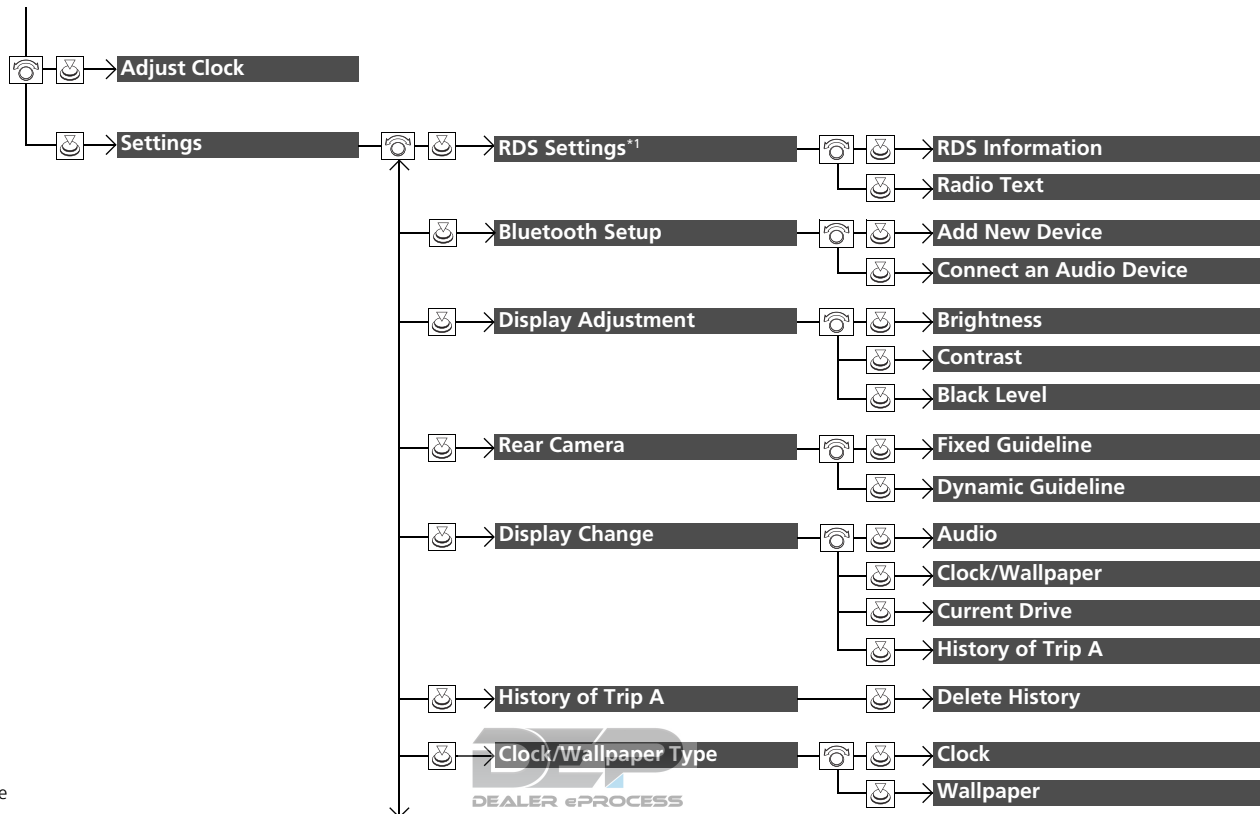 Adjust Clock
Settings
RDS Settings*1
RDS Information
Radio Text
Bluetooth Setup
Add New Device
Connect an Audio Device
Display Adjustment
Brightness
Contrast
Black Level
Rear Camera
Fixed Guideline
Dynamic Guideline
Display Change
Audio
Clock/Wallpaper
Current Drive
History of Trip A
History of Trip A
Delete History
Clock/Wallpaper Type
Clock
Wallpaper
e
DEP
DEALER ePROCESS